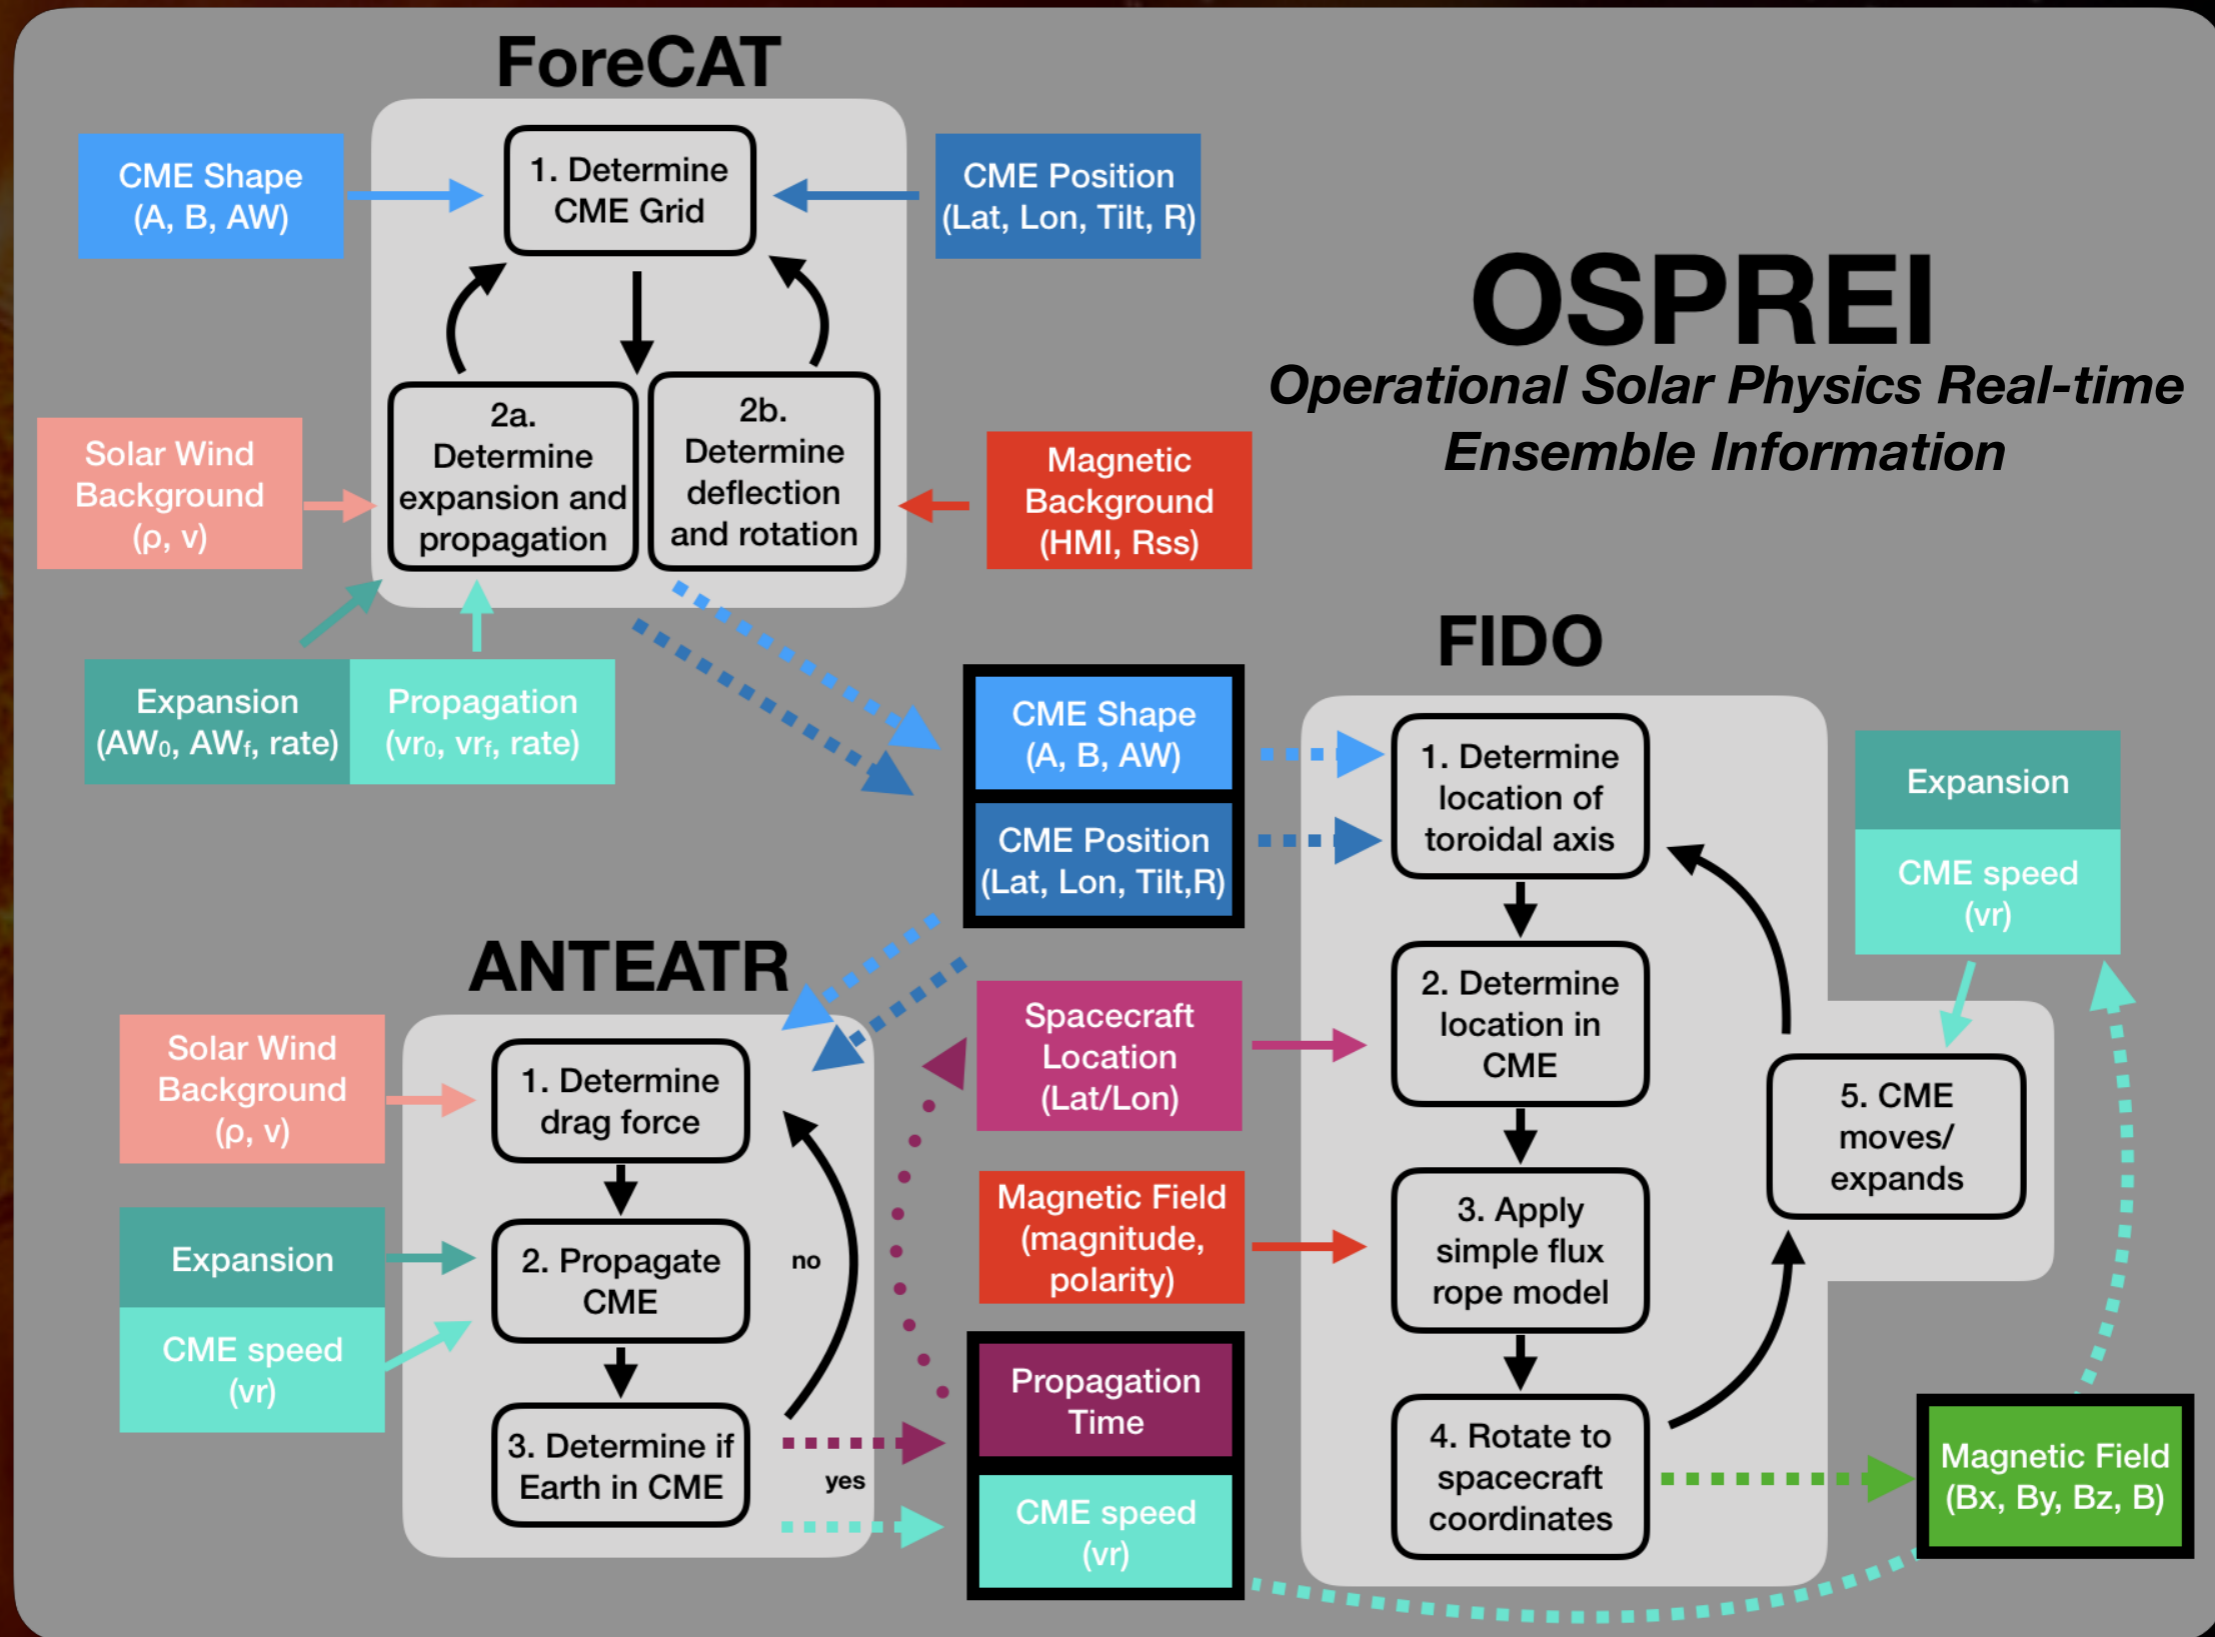 ForeCAT
CME Shape
(A, B, AW)
1. Determine
CME Grid
CME Position
(Lat, Lon, Tilt, R)
OSPREI
Operational Solar Physics Real-time
Ensemble Information
Solar Wind
Background
(ρ, v)
2a.
Determine
expansion and
propagation
2b.
Determine
deflection
and rotation
Magnetic
Background
(HMI, Rss)
Expansion
(AW₀, AWf, rate)
Propagation
(vr₀, vrf, rate)
CME Shape
(A, B, AW)
CME Position
(Lat, Lon, Tilt,R)
FIDO
1. Determine
location of
toroidal axis
Expansion
CME speed
(vr)
2. Determine
location in
CME
3. Apply
simple flux
rope model
4. Rotate to
spacecraft
coordinates
5. CME
moves/
expands
ANTEATR
Solar Wind
Background
(ρ, v)
1. Determine
drag force
Expansion
CME speed
(vr)
2. Propagate
CME
no
3. Determine if
Earth in CME
yes
Spacecraft
Location
(Lat/Lon)
Magnetic Field
(magnitude,
polarity)
Propagation
Time
CME speed
(vr)
Magnetic Field
(Bx, By, Bz, B)